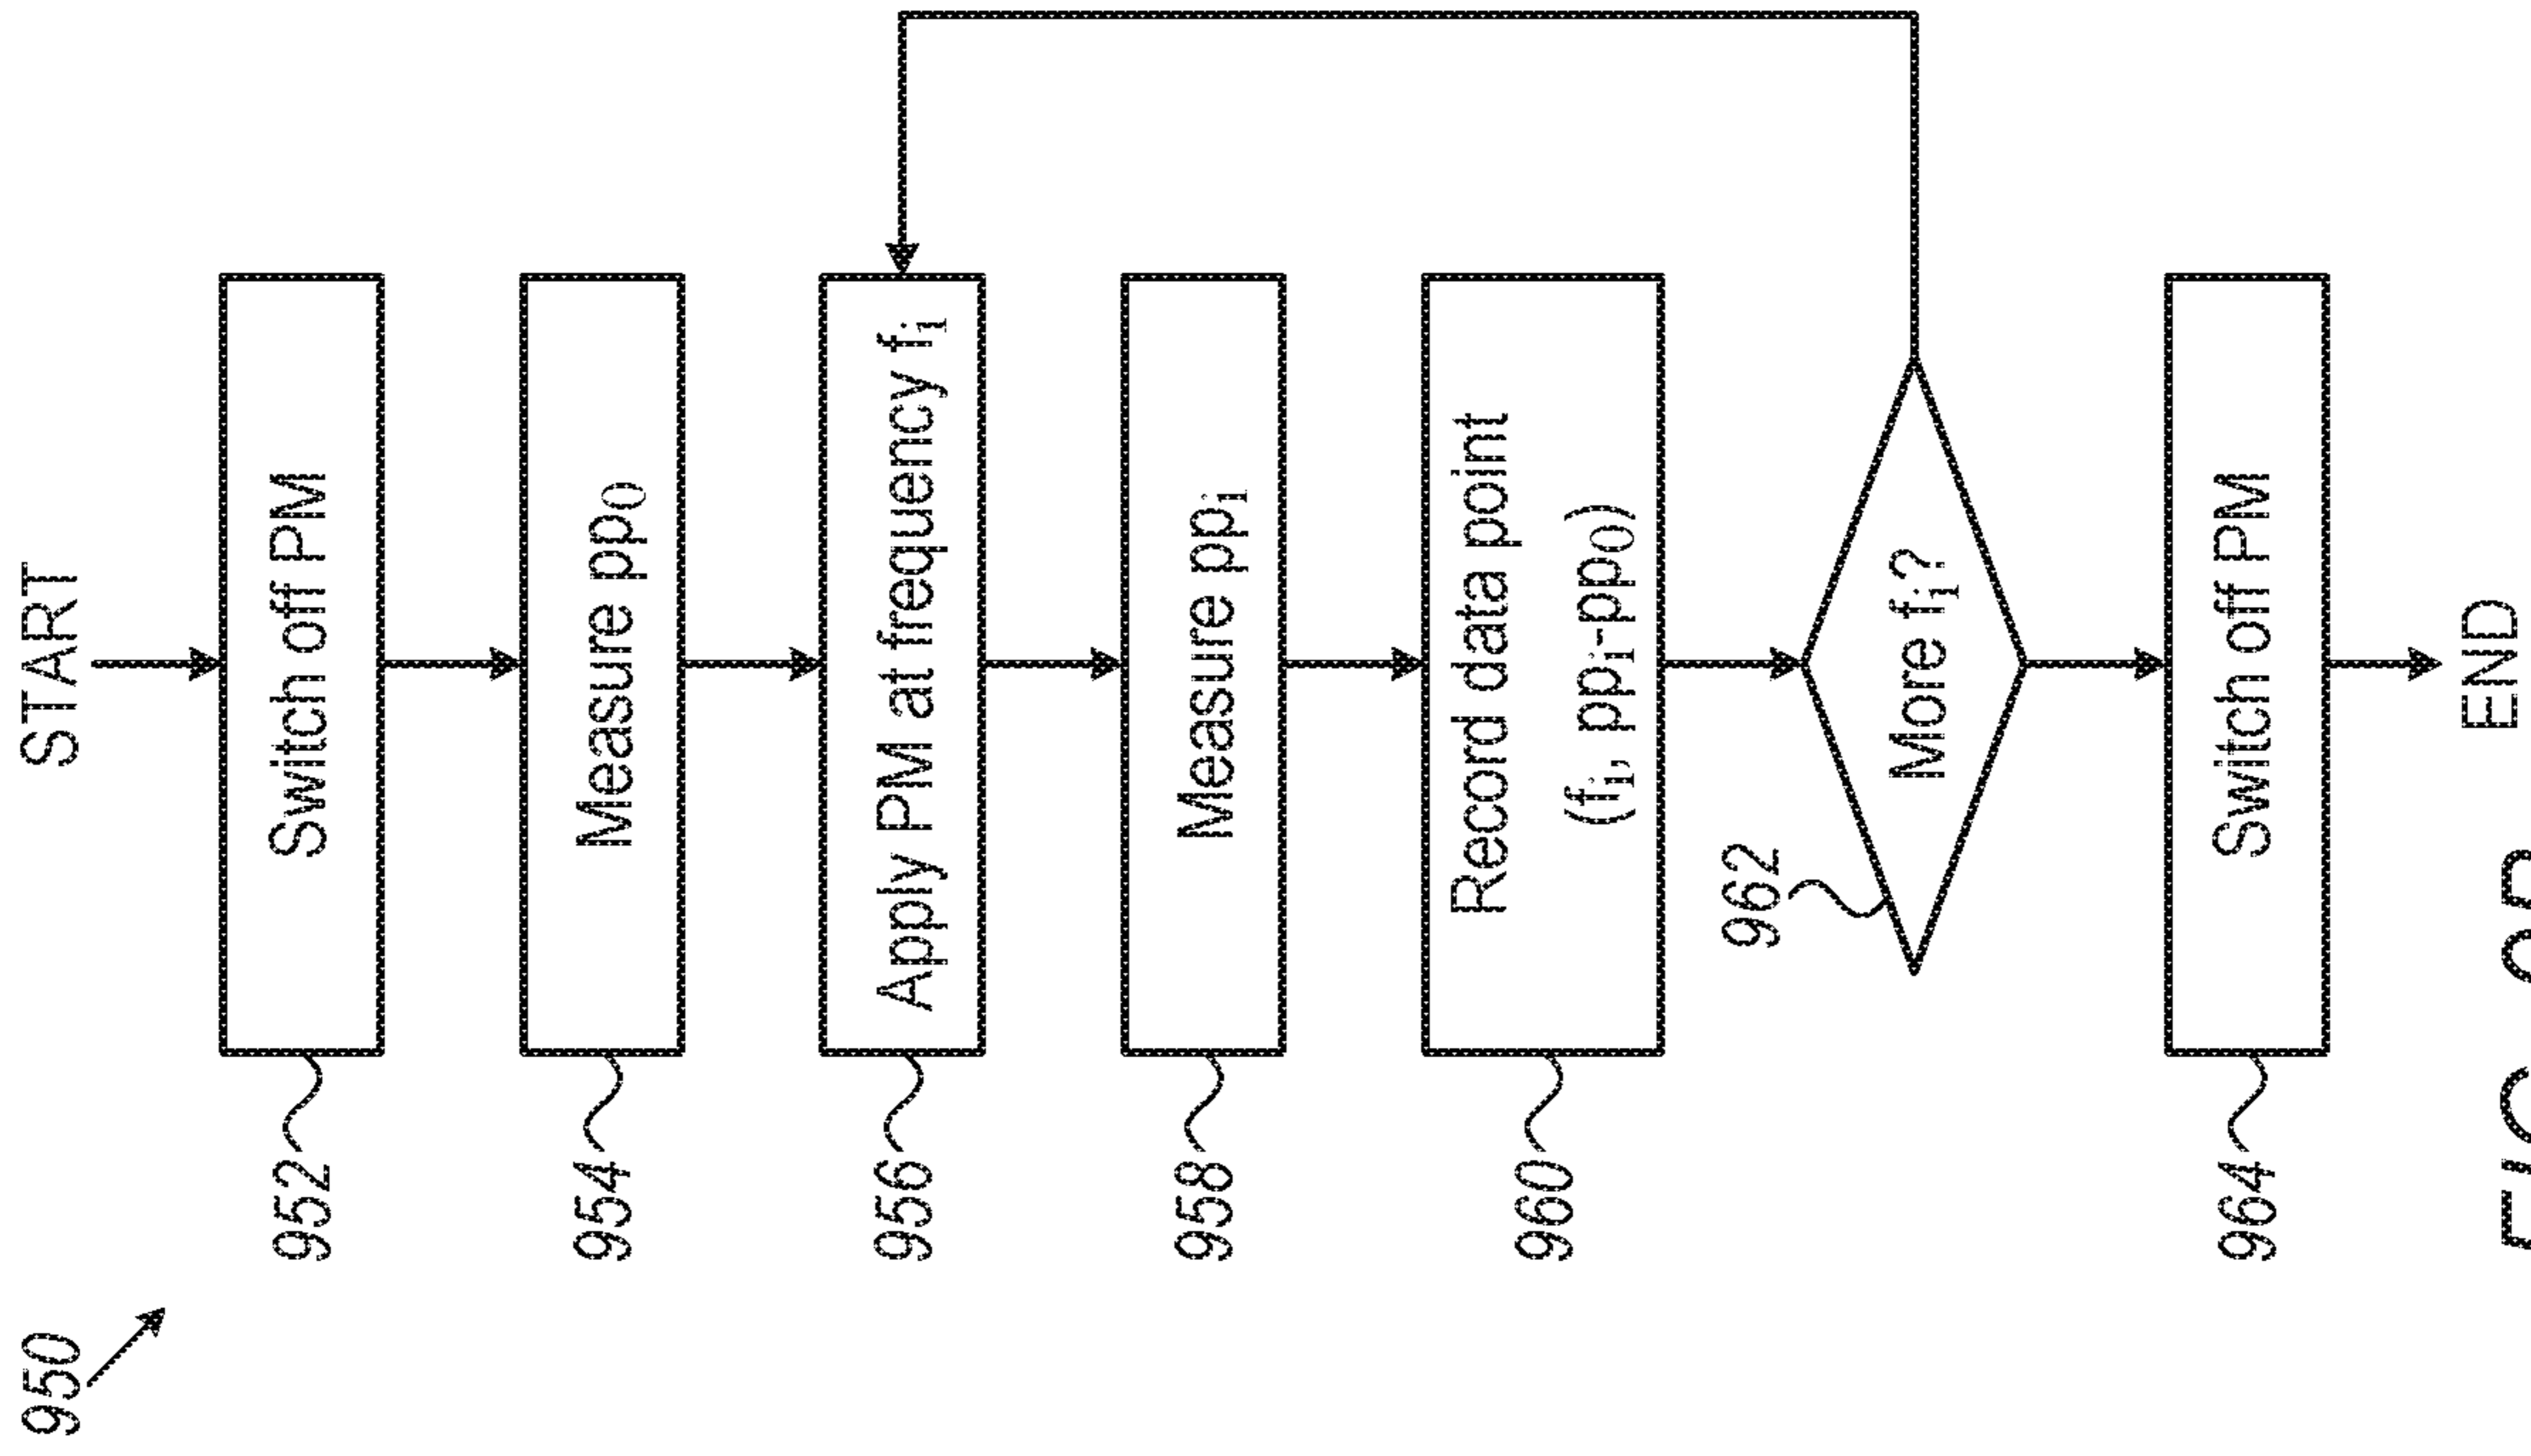 950
START
952
Switch off PM
954
Measure pp₀
956
Apply PM at frequency fᵢ
958
Measure ppᵢ
960
Record data point
(fᵢ, ppᵢ-pp₀)
962
More fᵢ?
964
Switch off PM
END